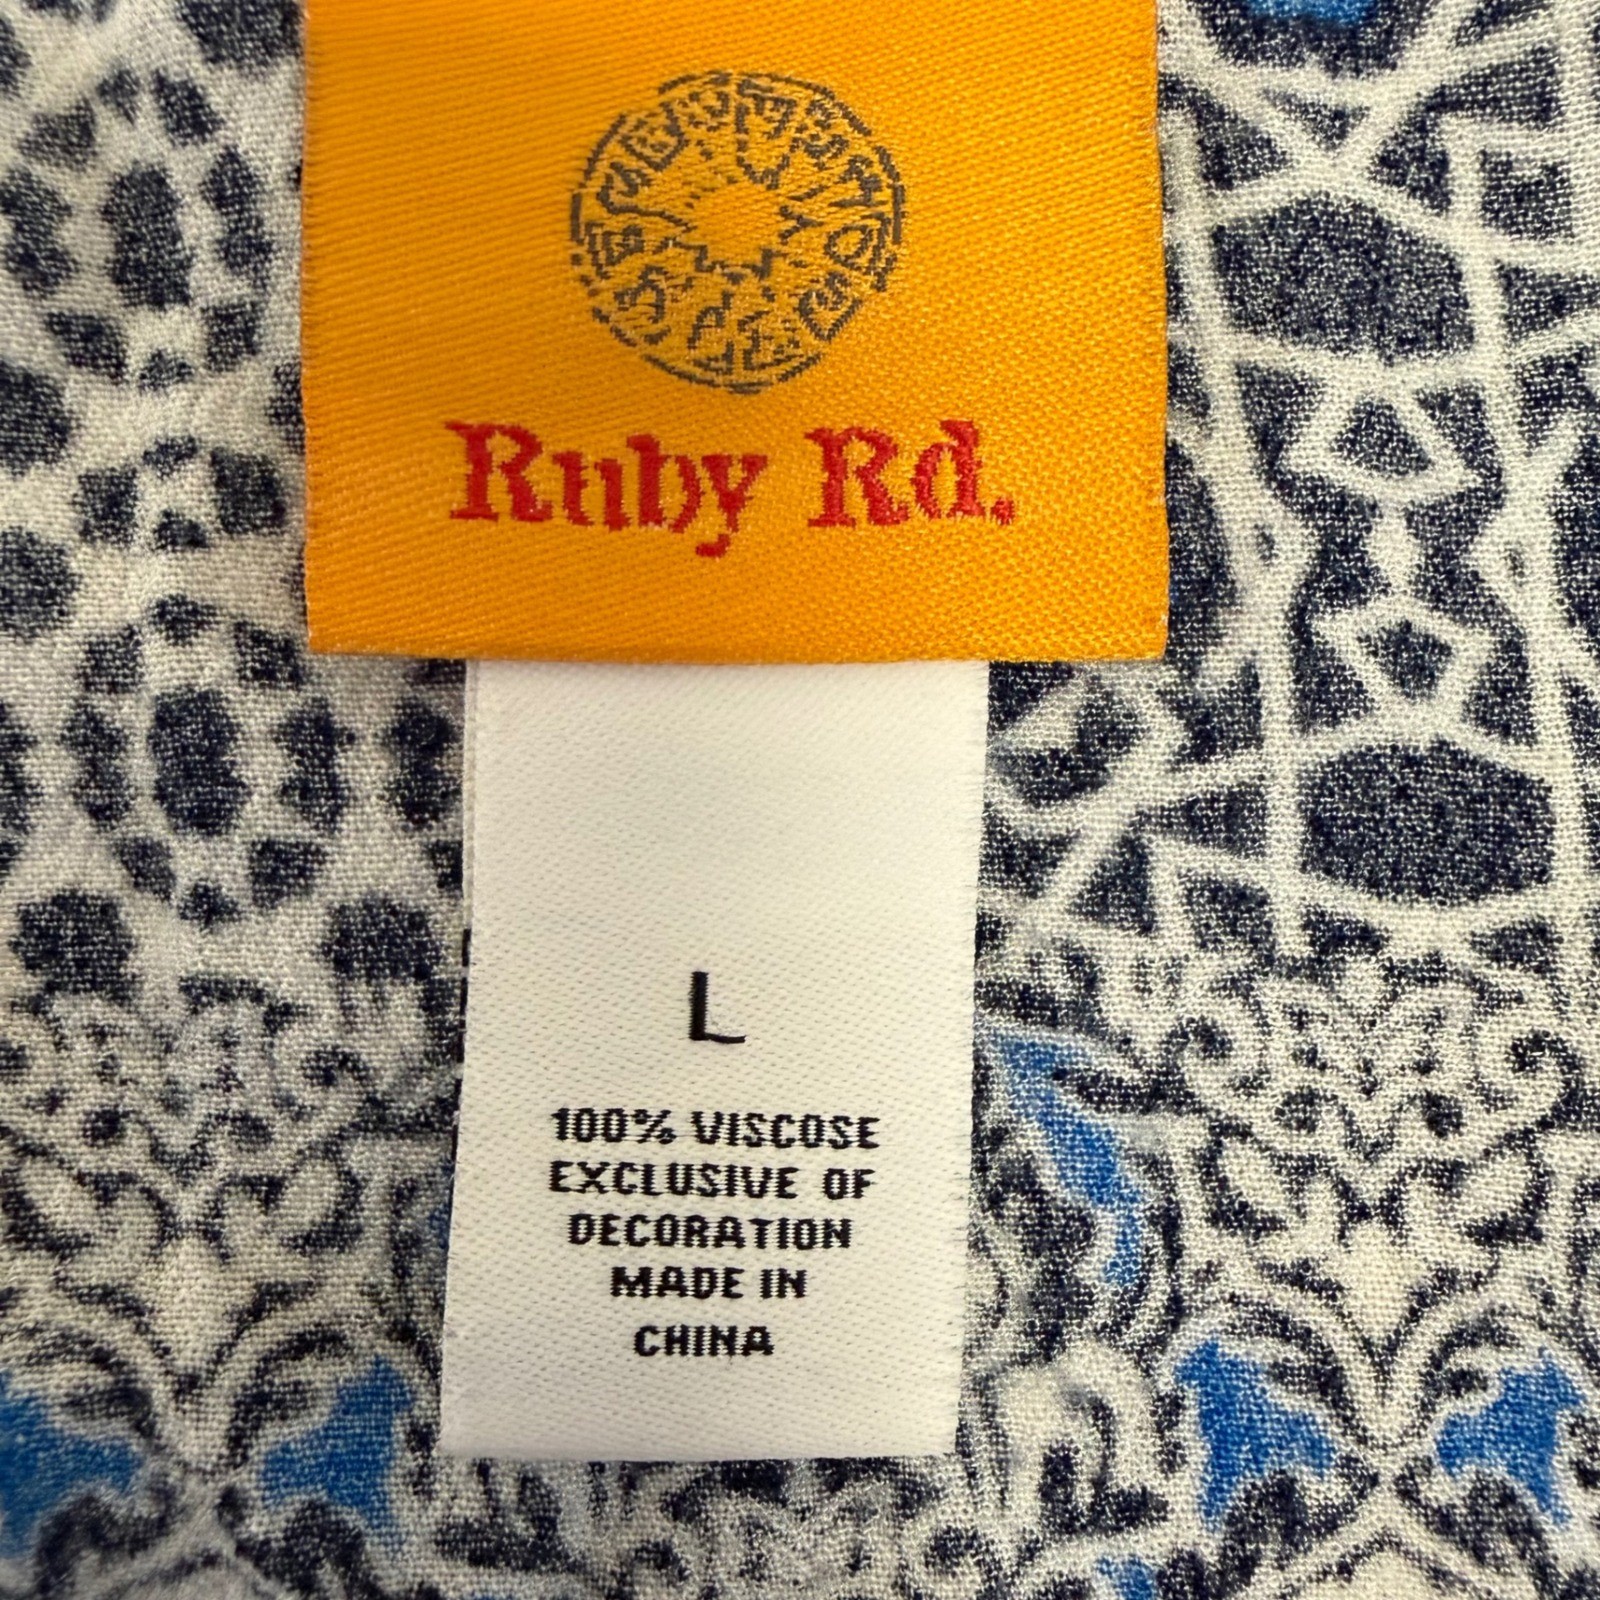 Ruby Rd.
L
100% VISCOSE
EXCLUSIVE OF
DECORATION
MADE IN
CHINA